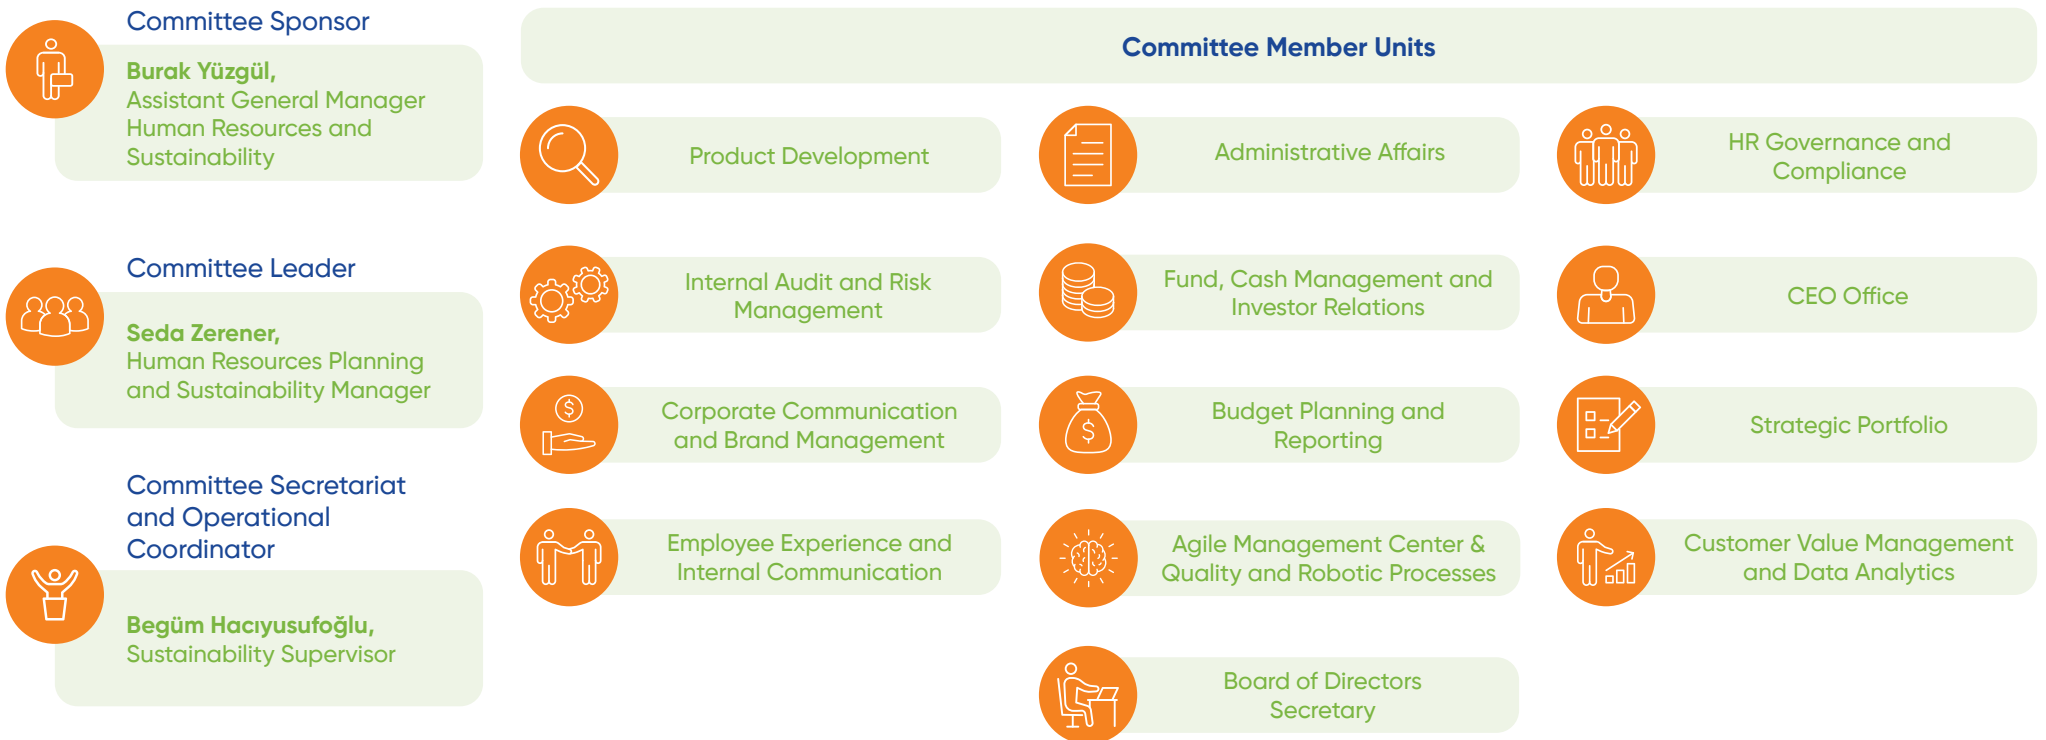 Committee Sponsor
Burak Yüzgül,
Assistant General Manager
Human Resources and
Sustainability
Committee Leader
Seda Zerener,
Human Resources Planning
and Sustainability Manager
Committee Secretariat
and Operational
Coordinator
Begüm Hacıyusufoğlu,
Sustainability Supervisor
Committee Member Units
Product Development
Administrative Affairs
HR Governance and
Compliance
Internal Audit and Risk
Management
Fund, Cash Management and
Investor Relations
CEO Office
Corporate Communication
and Brand Management
Budget Planning and
Reporting
Strategic Portfolio
Employee Experience and
Internal Communication
Agile Management Center &
Quality and Robotic Processes
Customer Value Management
and Data Analytics
Board of Directors
Secretary